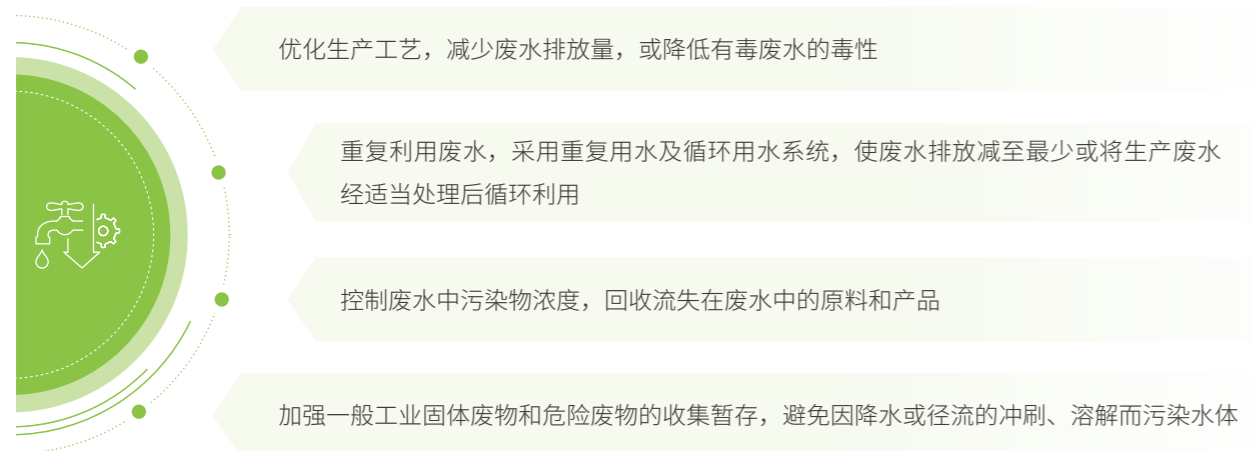 优化生产工艺，减少废水排放量，或降低有毒废水的毒性
重复利用废水，采用重复用水及循环用水系统，使废水排放减至最少或将生产废水
经适当处理后循环利用
控制废水中污染物浓度，回收流失在废水中的原料和产品
加强一般工业固体废物和危险废物的收集暂存，避免因降水或径流的冲刷、溶解而污染水体